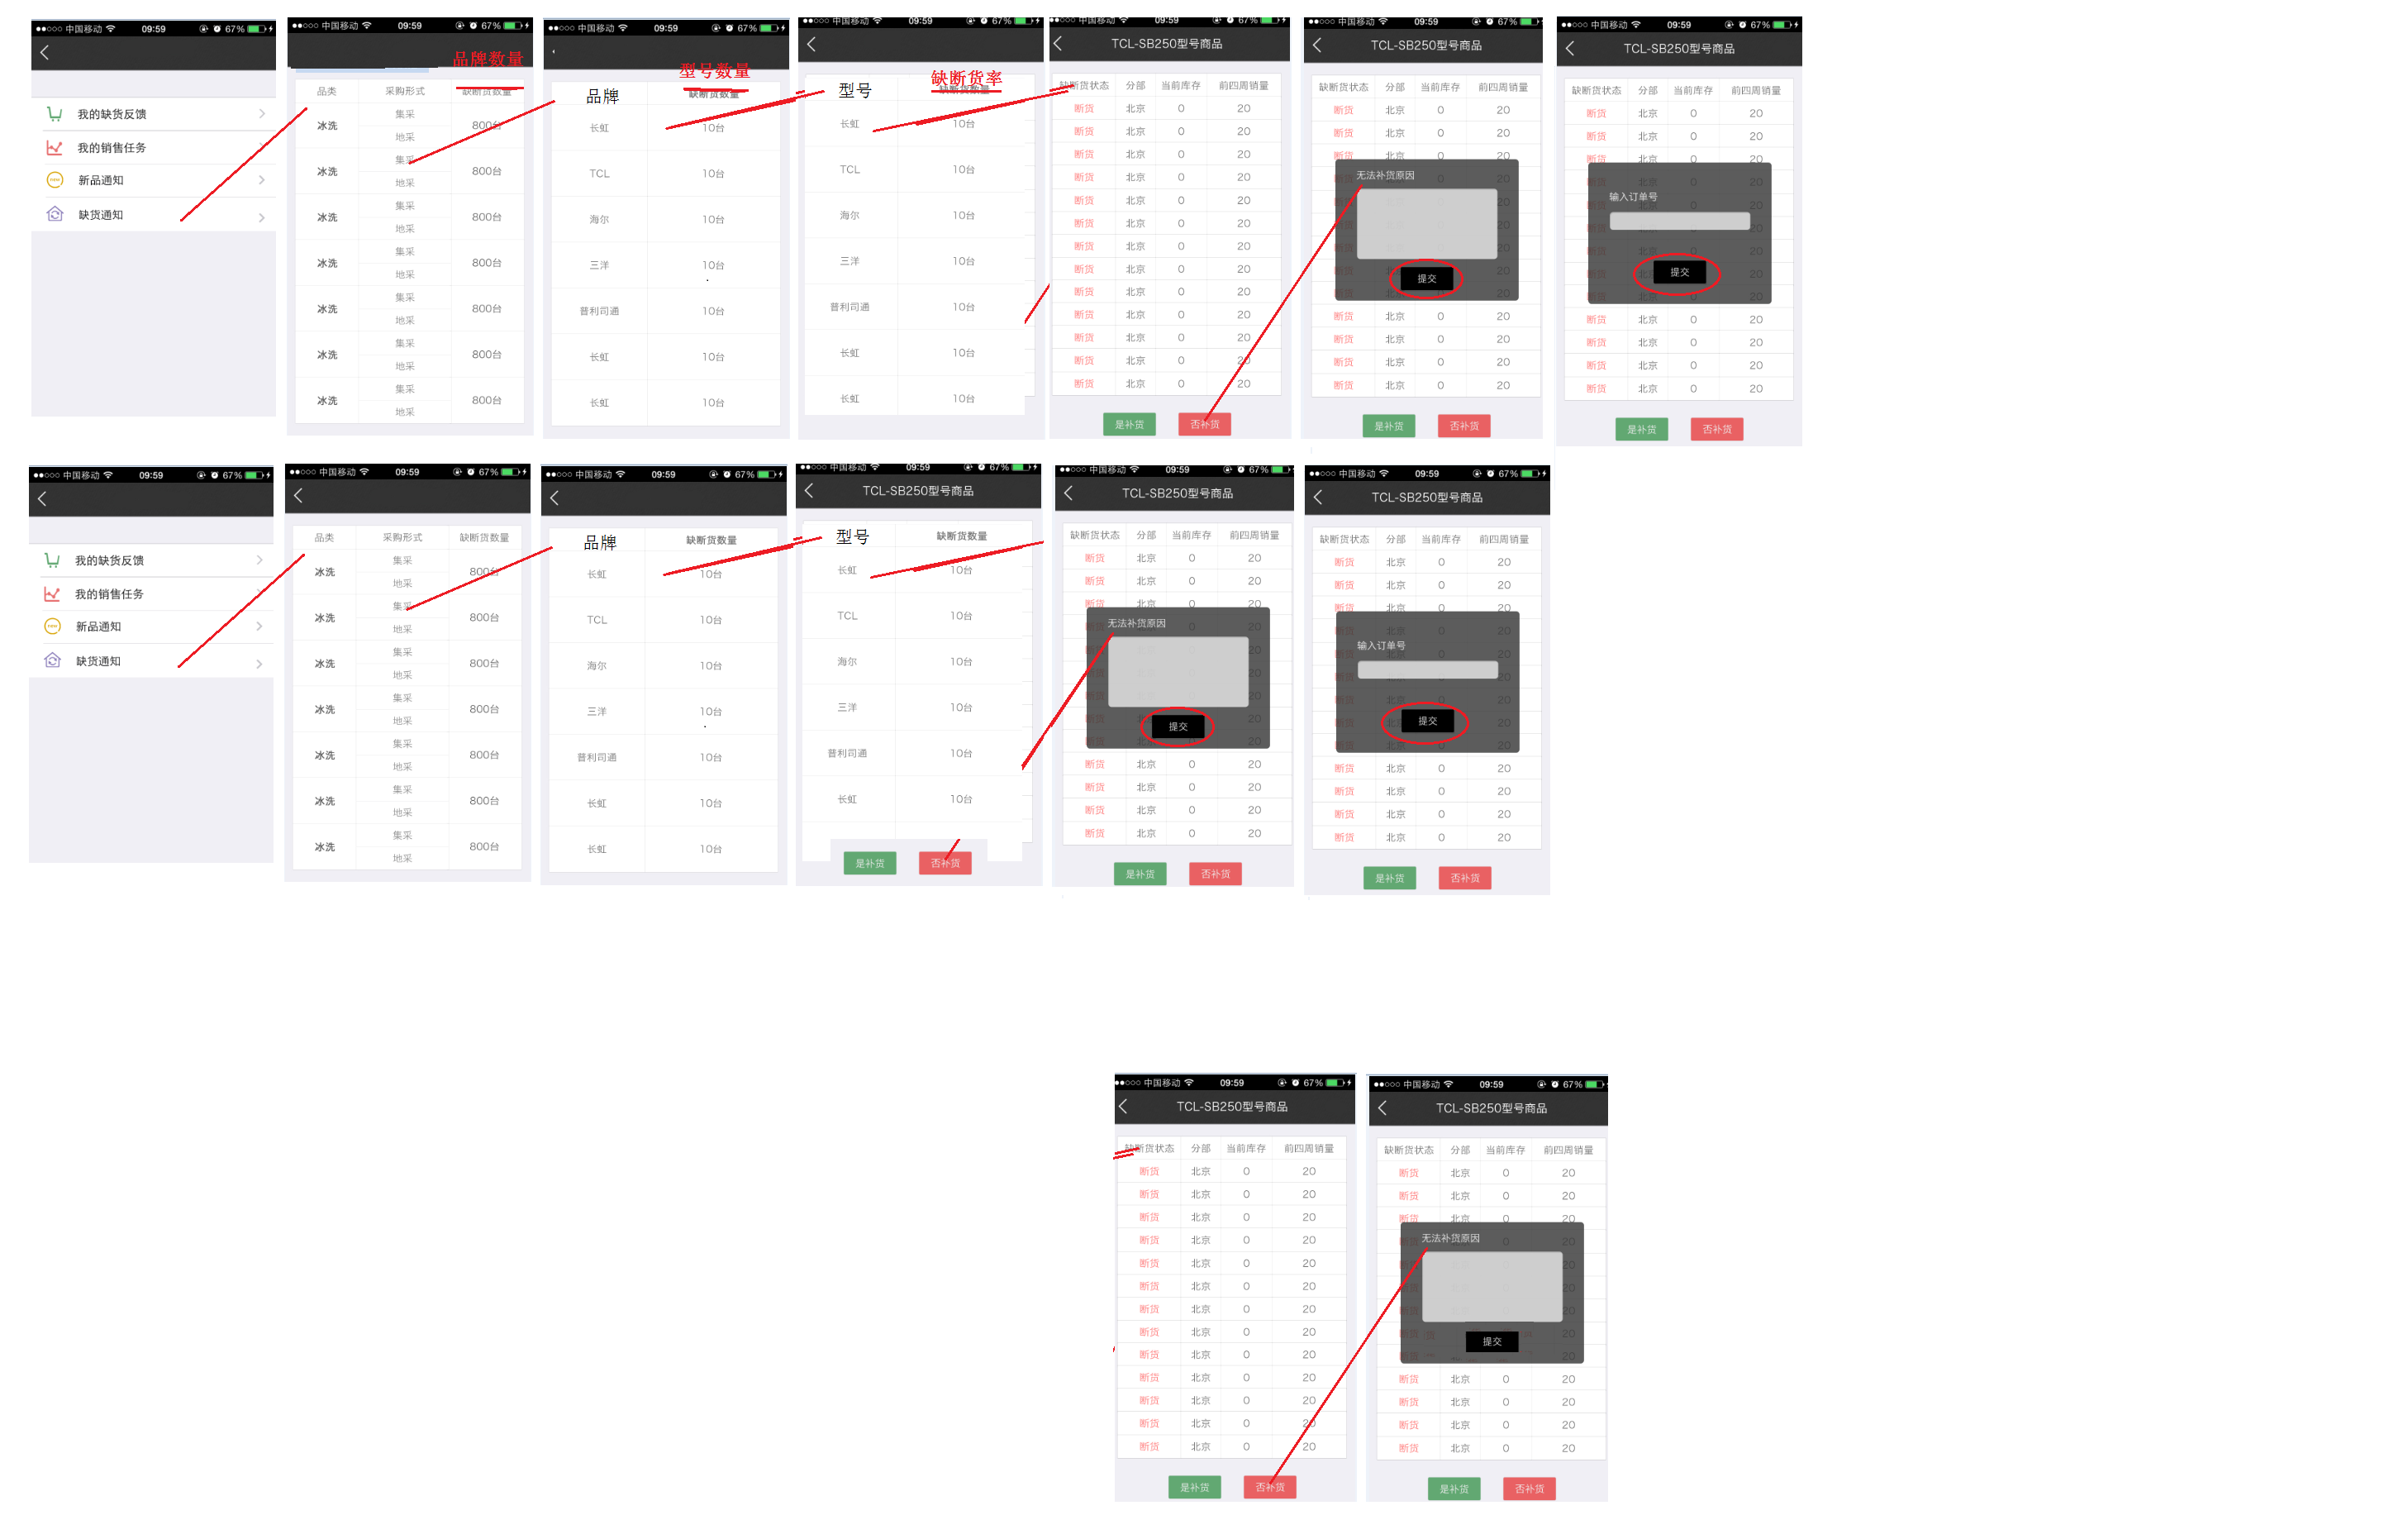 中国移动 09:59 67%
我的缺货反馈
我的销售任务
新品通知
缺货通知
中国移动 09:59 67%
品牌数量
品类 采购形式 缺断货数量
冰洗 集采 地采 800台
冰洗 集采 地采 800台
冰洗 集采 地采 800台
冰洗 集采 地采 800台
冰洗 集采 地采 800台
冰洗 集采 地采 800台
冰洗 集采 地采 800台
中国移动 09:59 67%
型号数量
品牌 缺断货数量
长虹 10台
TCL 10台
海尔 10台
三洋 10台
普利司通 10台
长虹 10台
长虹 10台
中国移动 09:59 67%
缺断货率
型号 缺断货数量
长虹 10台
TCL 10台
海尔 10台
三洋 10台
普利司通 10台
长虹 10台
长虹 10台
中国移动 09:59 67%
TCL-SB250型号商品
缺断货状态 分部 当前库存 前四周销量
断货 北京 0 20
断货 北京 0 20
断货 北京 0 20
断货 北京 0 20
断货 北京 0 20
断货 北京 0 20
断货 北京 0 20
断货 北京 0 20
断货 北京 0 20
断货 北京 0 20
断货 北京 0 20
断货 北京 0 20
断货 北京 0 20
是补货 否补货
中国移动 09:59 67%
TCL-SB250型号商品
缺断货状态 分部 当前库存 前四周销量
断货 北京 0 20
断货 北京 0 20
断货 北京 0 20
无法补货原因
提交
断货 北京 0 20
断货 北京 0 20
断货 北京 0 20
断货 北京 0 20
是补货 否补货
中国移动 09:59 67%
TCL-SB250型号商品
缺断货状态 分部 当前库存 前四周销量
断货 北京 0 20
断货 北京 0 20
断货 北京 0 20
输入订单号
提交
断货 北京 0 20
断货 北京 0 20
断货 北京 0 20
断货 北京 0 20
是补货 否补货
中国移动 09:59 67%
我的缺货反馈
我的销售任务
新品通知
缺货通知
中国移动 09:59 67%
品类 采购形式 缺断货数量
冰洗 集采 地采 800台
冰洗 集采 地采 800台
冰洗 集采 地采 800台
冰洗 集采 地采 800台
冰洗 集采 地采 800台
冰洗 集采 地采 800台
冰洗 集采 地采 800台
中国移动 09:59 67%
品牌 缺断货数量
长虹 10台
TCL 10台
海尔 10台
三洋 10台
普利司通 10台
长虹 10台
长虹 10台
中国移动 09:59 67%
TCL-SB250型号商品
型号 缺断货数量
长虹 10台
TCL 10台
海尔 10台
三洋 10台
普利司通 10台
长虹 10台
是补货 否补货
中国移动 09:59 67%
TCL-SB250型号商品
缺断货状态 分部 当前库存 前四周销量
断货 北京 0 20
断货 北京 0 20
断货 北京 0 20
无法补货原因
提交
断货 北京 0 20
断货 北京 0 20
断货 北京 0 20
断货 北京 0 20
是补货 否补货
中国移动 09:59 67%
TCL-SB250型号商品
缺断货状态 分部 当前库存 前四周销量
断货 北京 0 20
断货 北京 0 20
断货 北京 0 20
输入订单号
提交
断货 北京 0 20
断货 北京 0 20
断货 北京 0 20
断货 北京 0 20
是补货 否补货
中国移动 09:59 67%
TCL-SB250型号商品
缺断货状态 分部 当前库存 前四周销量
断货 北京 0 20
断货 北京 0 20
断货 北京 0 20
断货 北京 0 20
断货 北京 0 20
断货 北京 0 20
断货 北京 0 20
断货 北京 0 20
断货 北京 0 20
断货 北京 0 20
断货 北京 0 20
断货 北京 0 20
断货 北京 0 20
是补货 否补货
中国移动 09:59 67%
TCL-SB250型号商品
缺断货状态 分部 当前库存 前四周销量
断货 北京 0 20
断货 北京 0 20
断货 北京 0 20
无法补货原因
提交
断货 北京 0 20
断货 北京 0 20
断货 北京 0 20
断货 北京 0 20
是补货 否补货